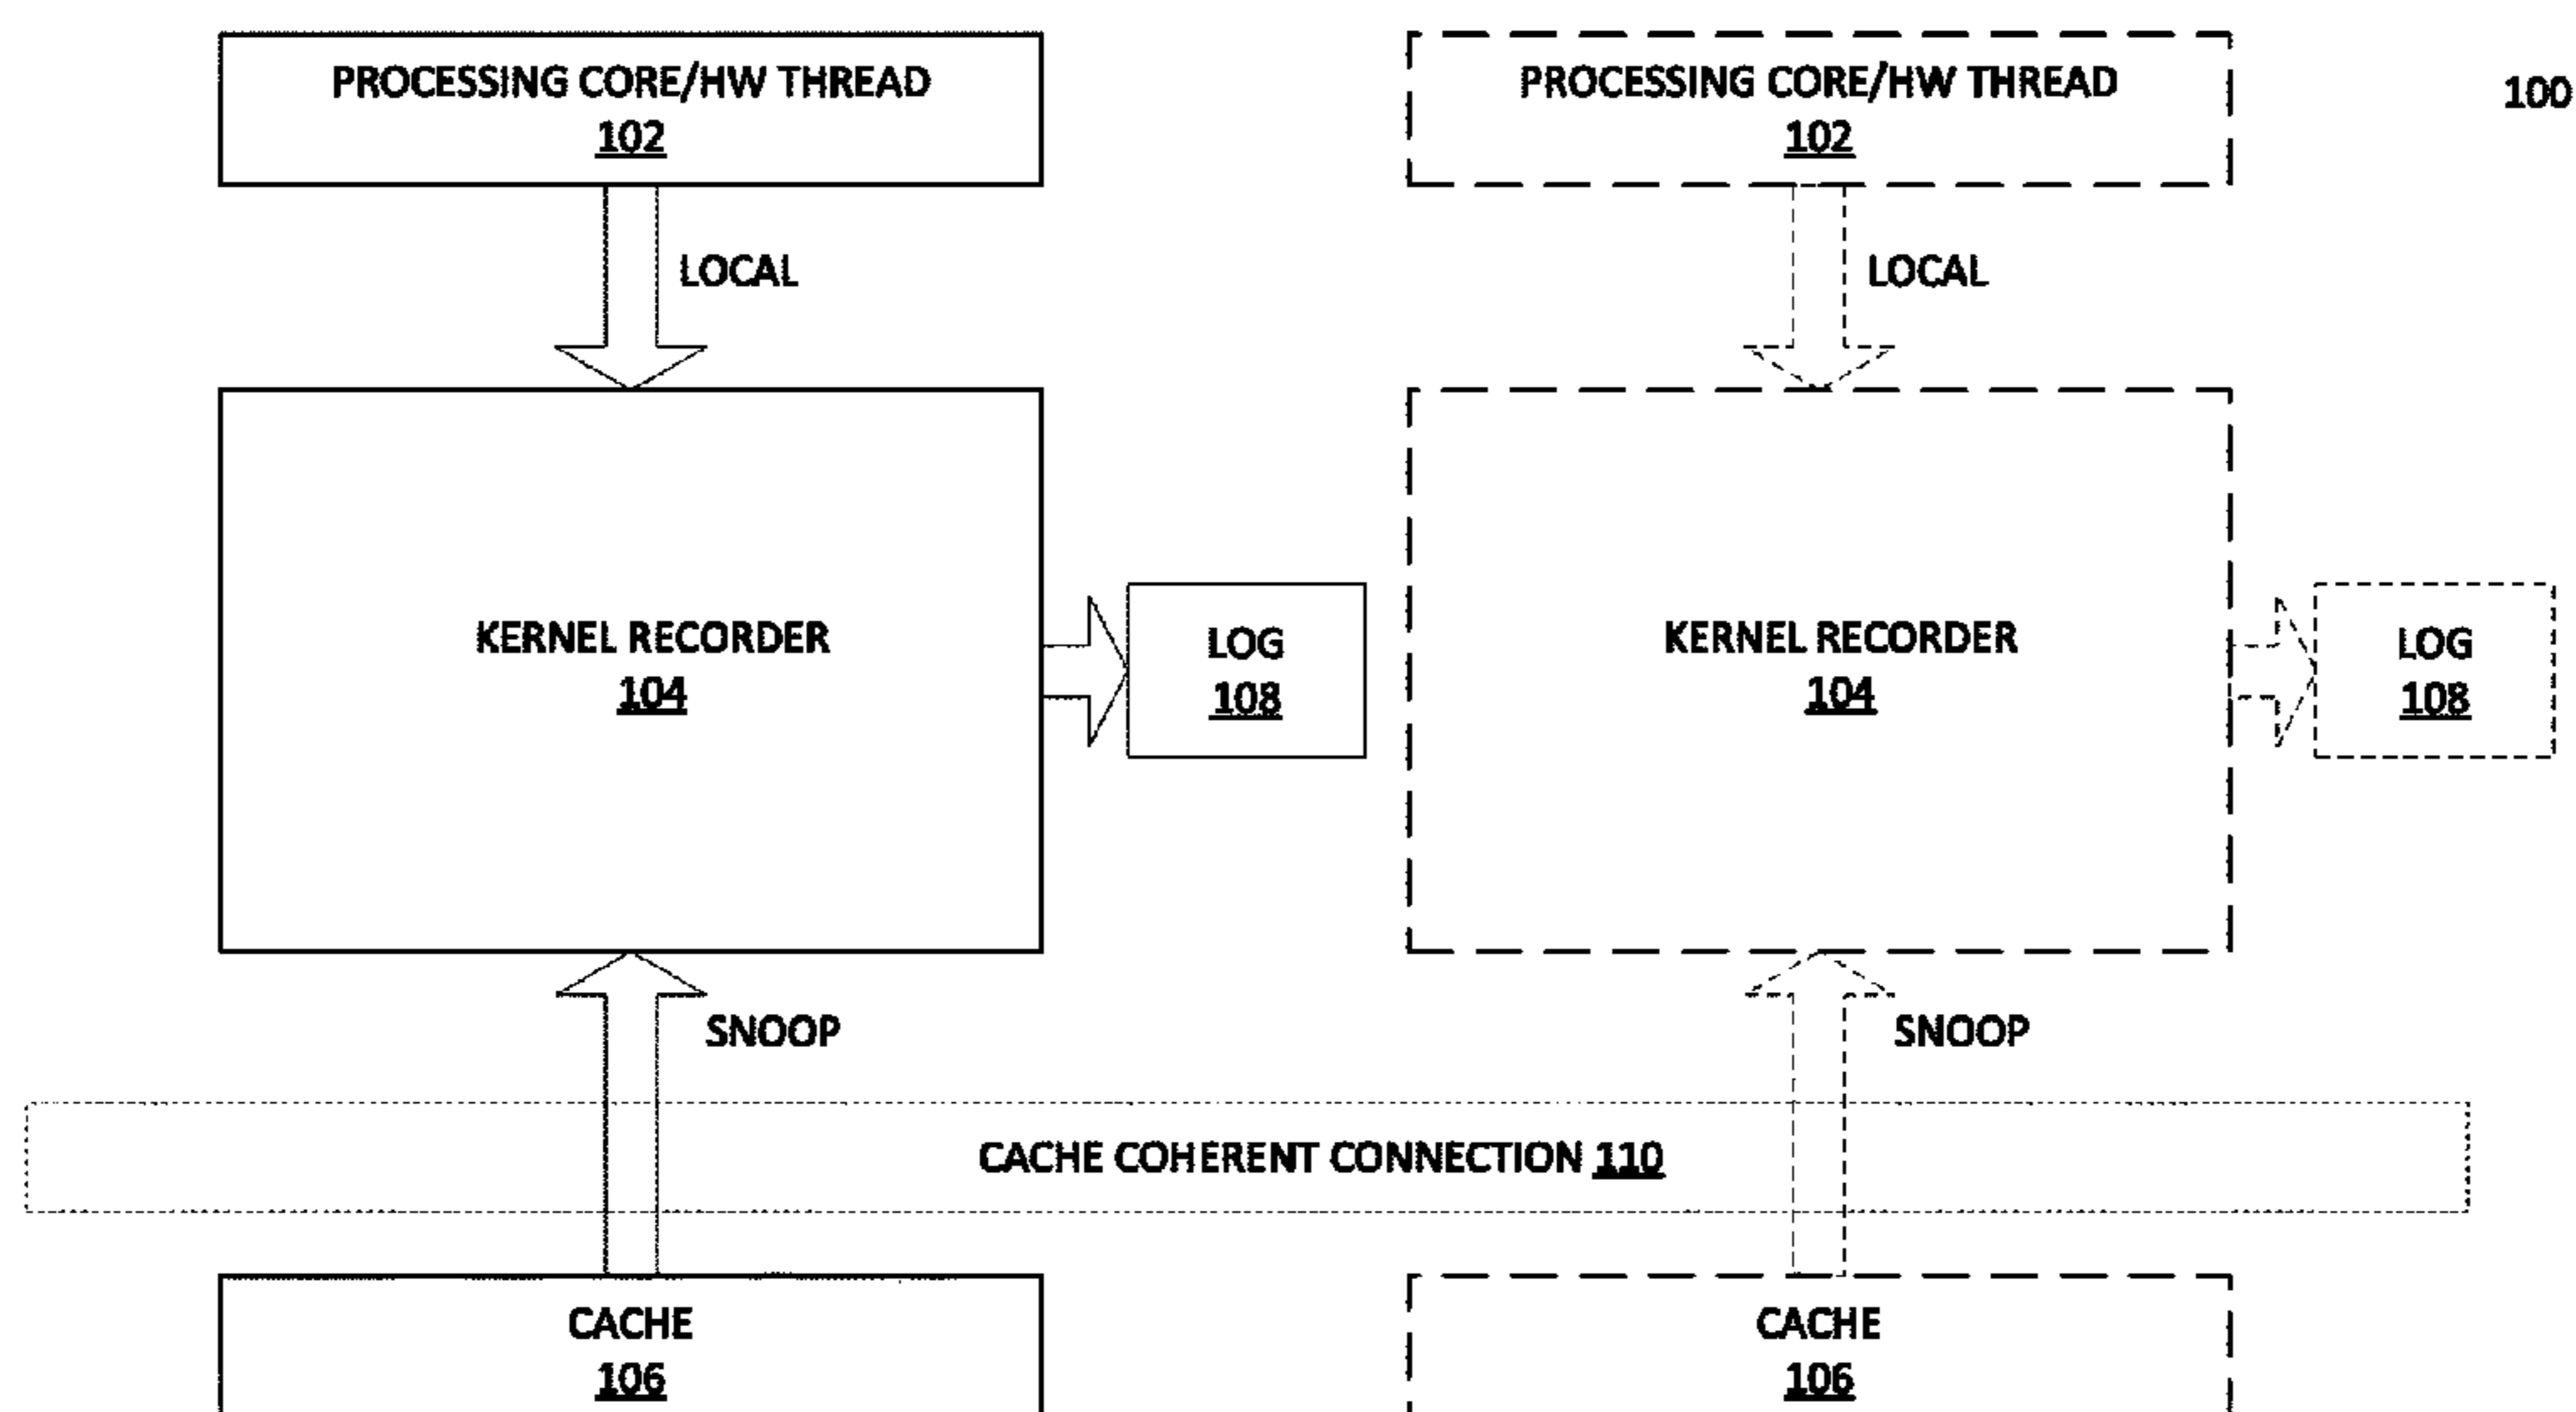 PROCESSING CORE/HW THREAD
102
PROCESSING CORE/HW THREAD
102
100
LOCAL
LOCAL
KERNEL RECORDER
104
LOG
108
KERNEL RECORDER
104
LOG
108
SNOOP
SNOOP
CACHE COHERENT CONNECTION 110
CACHE
106
CACHE
106